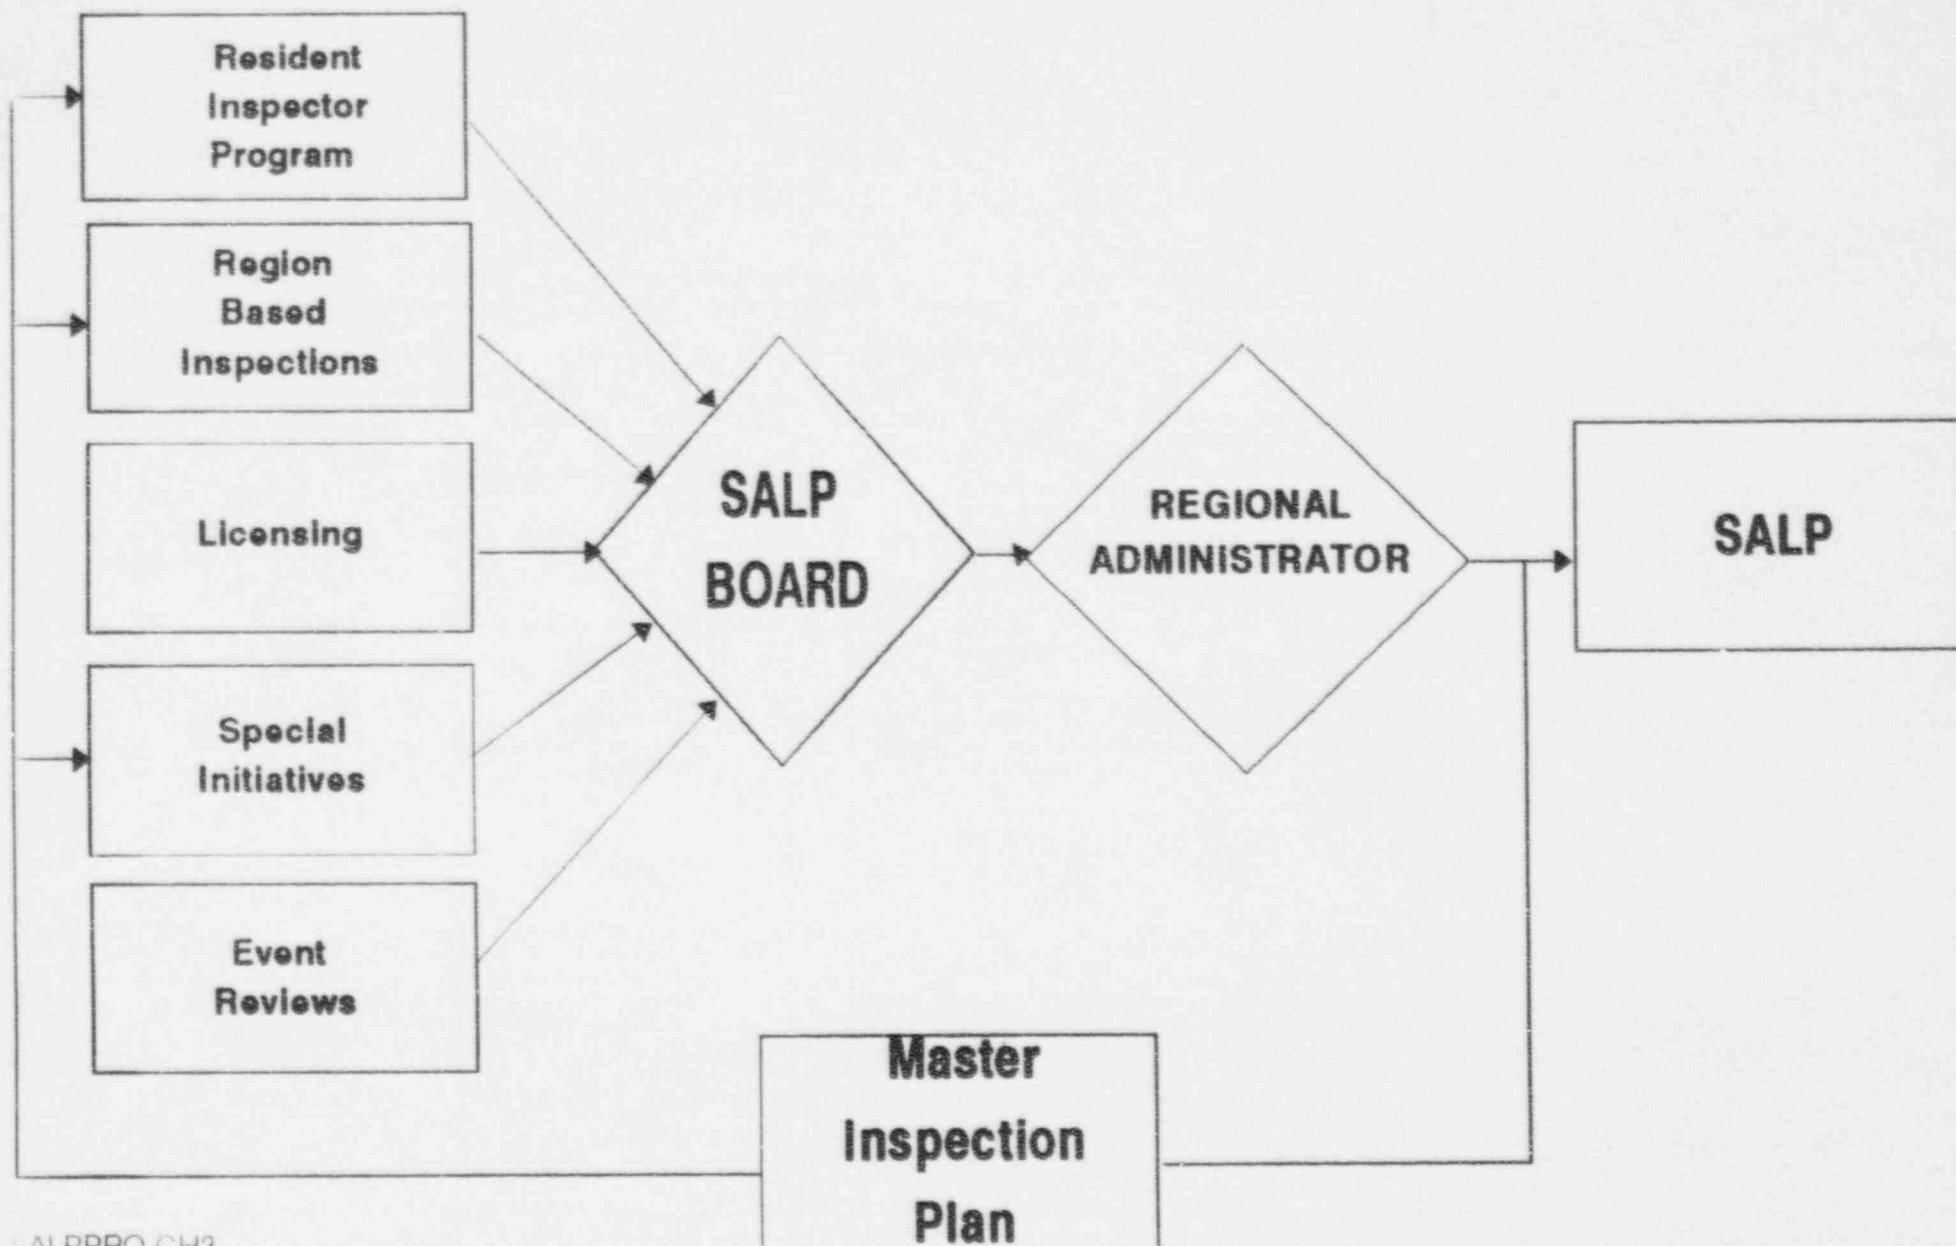 Resident
Inspector
Program
Region
Based
Inspections
Licensing
Special
Initiatives
Event
Reviews
SALP
BOARD
REGIONAL
ADMINISTRATOR
SALP
Master
Inspection
Plan